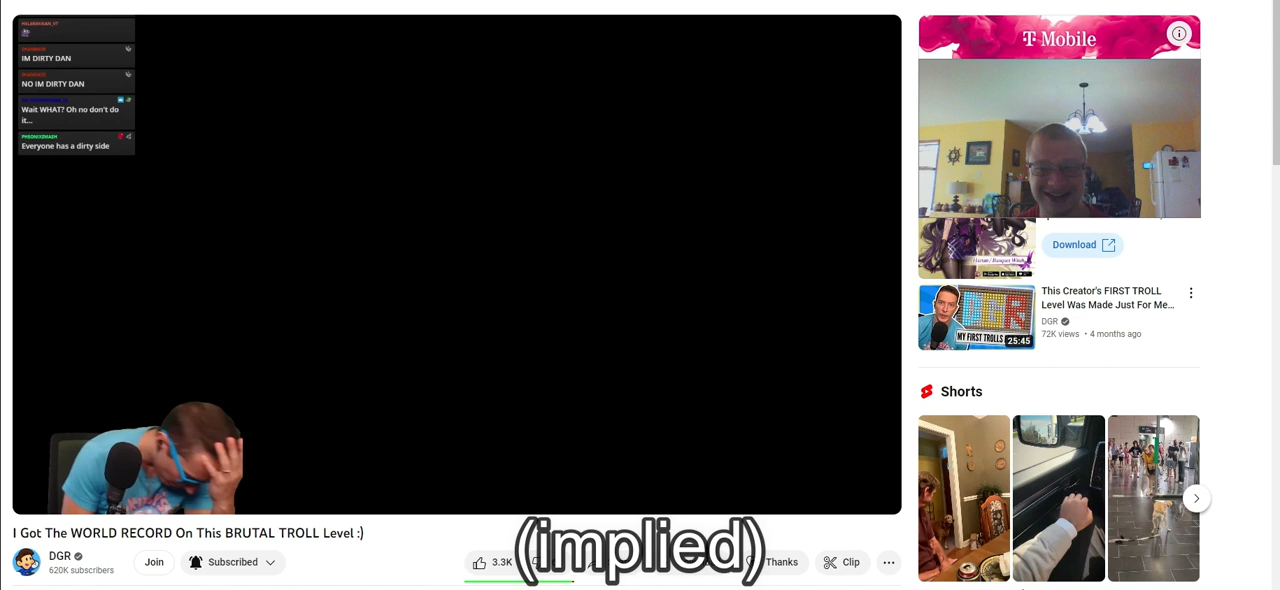 IM DIRTY DAN
NO IM DIRTY DAN
Wait WHAT? Oh no don't do
it...
PHEONIXSMASH
Everyone has a dirty side
I Got The WORLD RECORD On This BRUTAL TROLL Level :)
DGR
620K subscribers
Join
Subscribed
3.3K
(implied)
Thanks
Clip
T Mobile
Download
This Creator's FIRST TROLL
Level Was Made Just For Me...
DGR
72K views • 4 months ago
MY FIRST TROLLS
25:45
Shorts